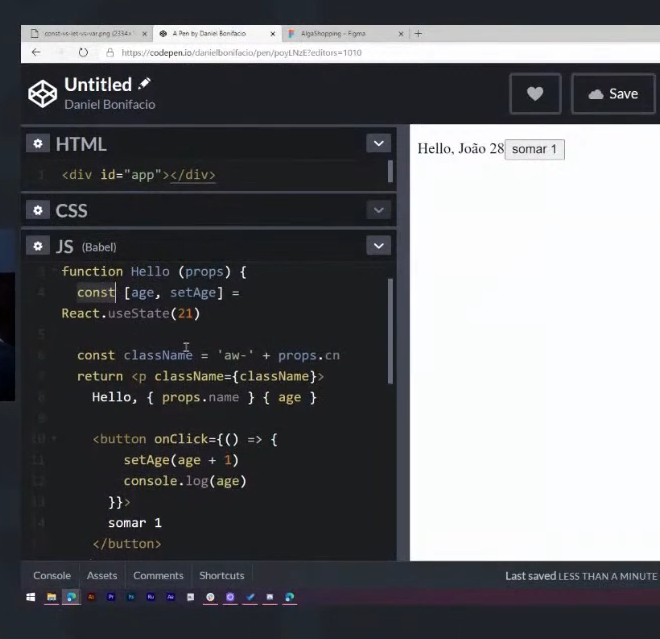 const-vs-let-vs-var.png (2334×
A Pen by Daniel Bonifacio
AlgaShopping – Figma
https://codepen.io/danielbonifacio/pen/poyLNzE?editors=1010
Untitled
Daniel Bonifacio
Save
HTML
1 <div id="app"></div>
CSS
JS (Babel)
3 function Hello (props) {
4 const [age, setAge] =
React.useState(21)
5
6 const className = 'aw-' + props.cn
7 return <p className={className}>
8 Hello, { props.name } { age }
9
10 <button onClick={() => {
11 setAge(age + 1)
12 console.log(age)
13 }}>
14 somar 1
15 </button>
Hello, João 28 somar 1
Console Assets Comments Shortcuts
Last saved LESS THAN A MINUTE